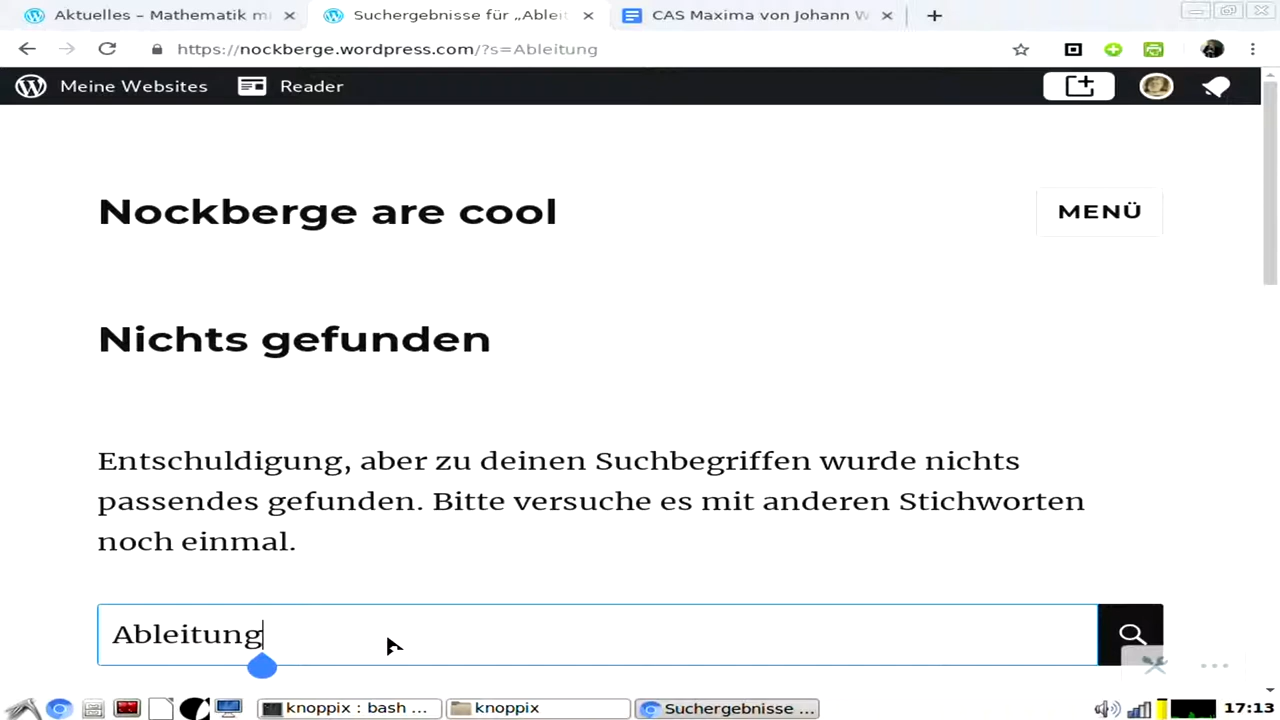 Aktuelles – Mathematik mi
Suchergebnisse für „Ableit
CAS Maxima von Johann W
https://nockberge.wordpress.com/?s=Ableitung
Meine Websites
Reader
Nockberge are cool
MENÜ
Nichts gefunden
Entschuldigung, aber zu deinen Suchbegriffen wurde nichts
passendes gefunden. Bitte versuche es mit anderen Stichworten
noch einmal.
Ableitung
knoppix : bash ...
knoppix
Suchergebnisse ...
17:13